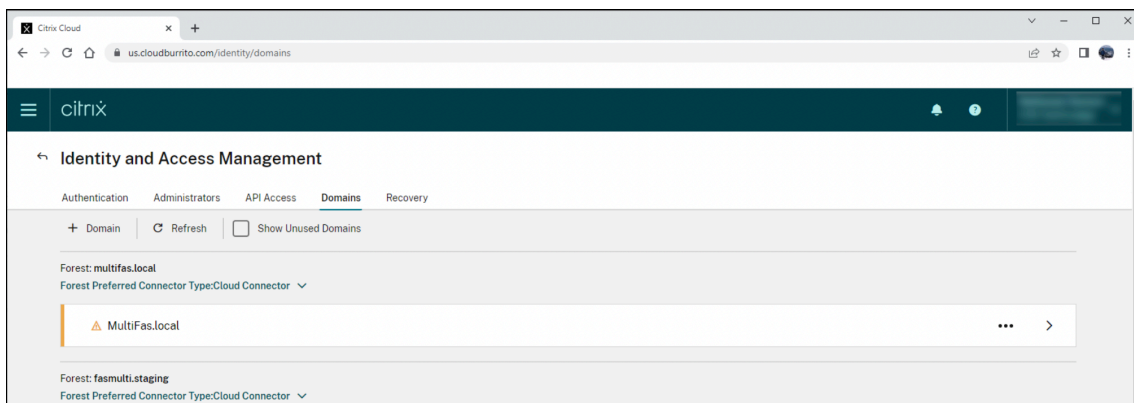 Citrix Cloud
us.cloudburrito.com/identity/domains
citrix
Identity and Access Management
Authentication Administrators API Access Domains Recovery
+ Domain Refresh Show Unused Domains
Forest: multifas.local
Forest Preferred Connector Type:Cloud Connector
MultiFas.local
Forest: fasmulti.staging
Forest Preferred Connector Type:Cloud Connector